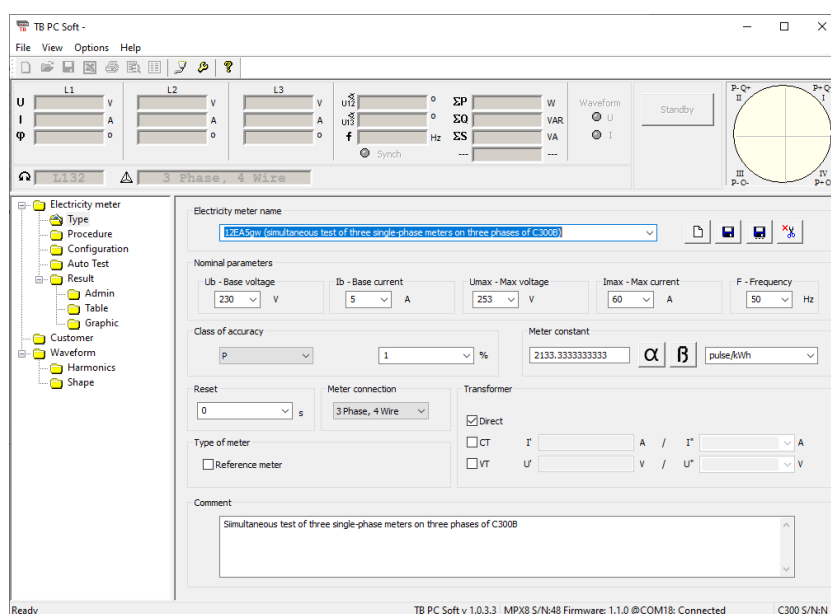 TB PC Soft -
File View Options Help
L1 L2 L3
U V V V U12 ° ΣP W Waveform Standby P- Q+ P+ Q
II I
I A A A U13 ° ΣQ VAR U
φ ° ° ° f Hz ΣS VA I
Synch --- ---
III IV
P- Q- P+ Q
L132 3 Phase, 4 Wire
Electricity meter
Type
Procedure
Configuration
Auto Test
Result
Admin
Table
Graphic
Customer
Waveform
Harmonics
Shape
Electricity meter name
12EA5gw (simultaneous test of three single-phase meters on three phases of C300B)
Nominal parameters
Ub - Base voltage Ib - Base current Umax - Max voltage Imax - Max current F - Frequency
230 V 5 A 253 V 60 A 50 Hz
Class of accuracy Meter constant
P 1 % 2133.3333333333 α β pulse/kWh
Reset Meter connection Transformer
0 s 3 Phase, 4 Wire
Direct
Type of meter CT I' A / I" A
Reference meter VT U' V / U" V
Comment
Simultaneous test of three single-phase meters on three phases of C300B
Ready TB PC Soft v 1.0.3.3 MPX8 S/N:48 Firmware: 1.1.0 @COM18: Connected C300 S/N:N